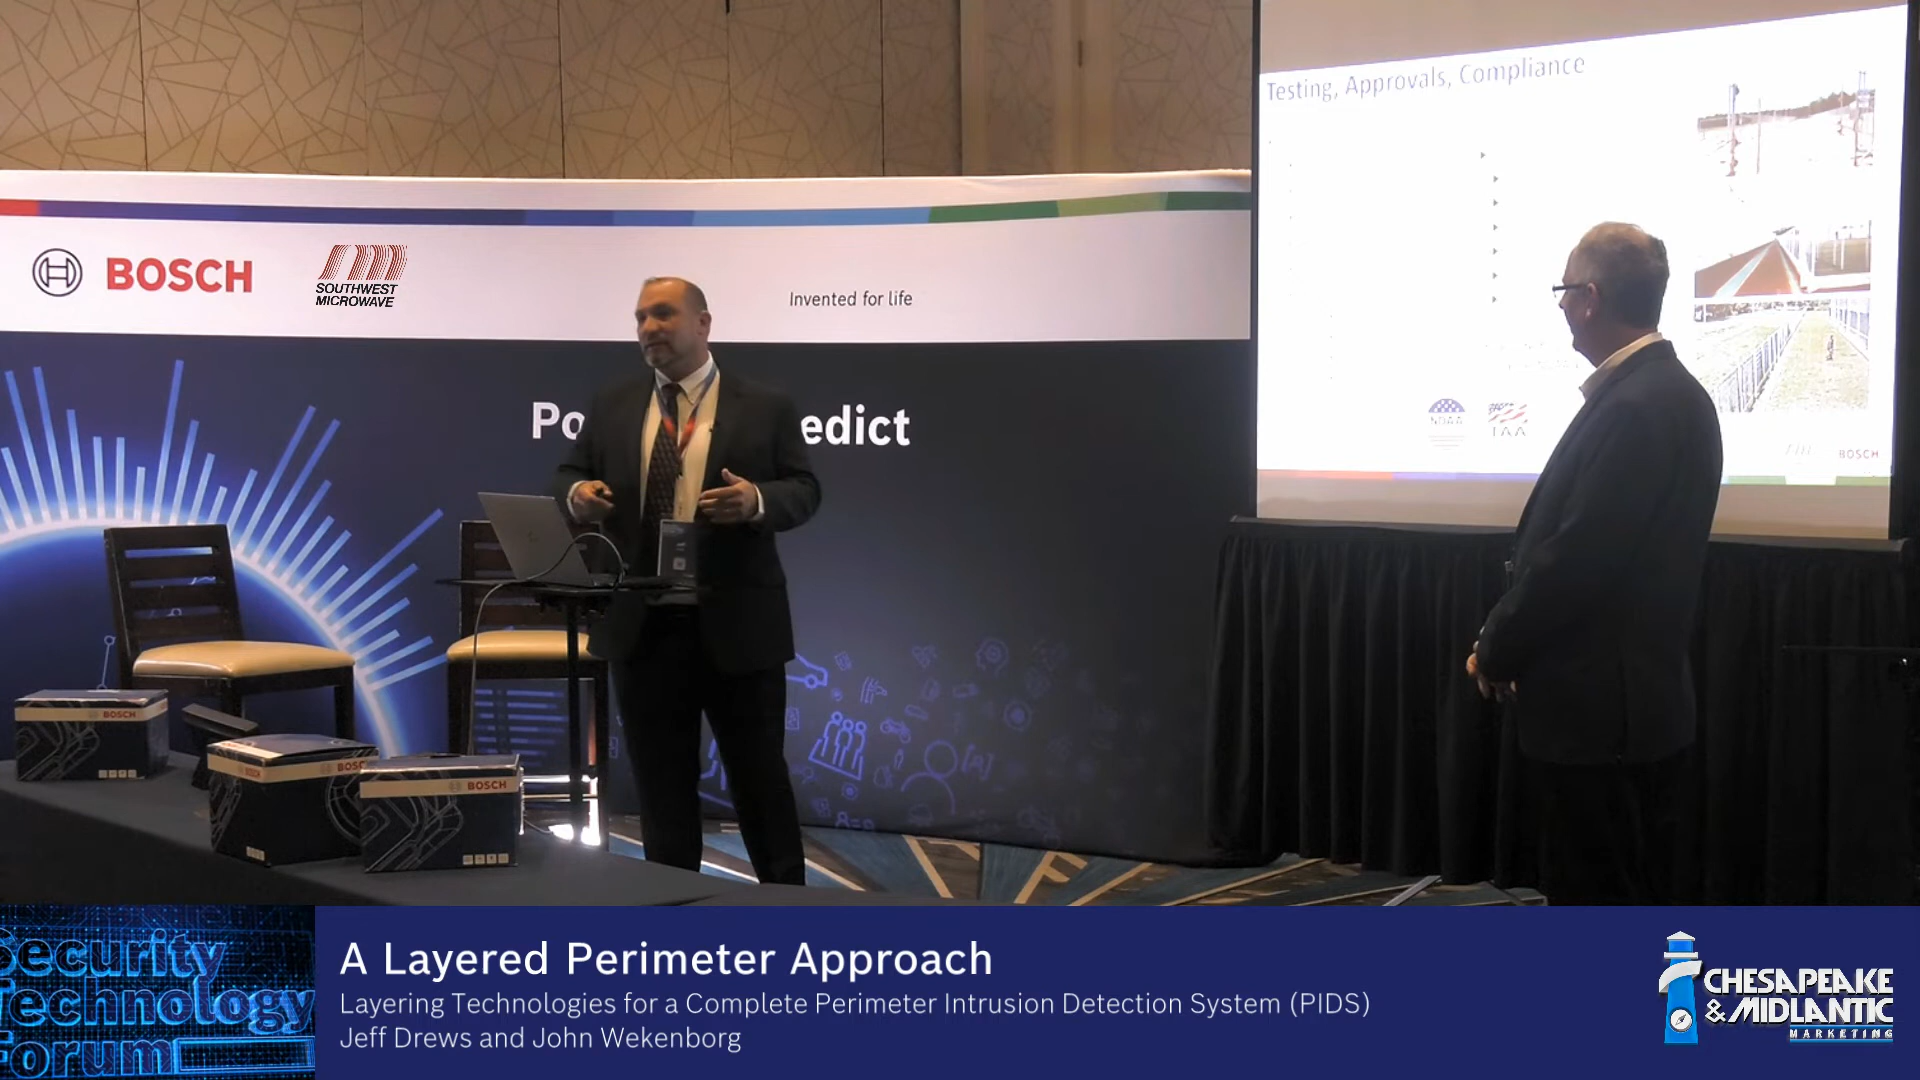 Testing, Approvals, Compliance
BOSCH
SOUTHWEST
MICROWAVE
Invented for life
Po edict
NDAA
TAA
BOSCH
BOSCH
BOSCH
BOSCH
Security
Technology
Forum
A Layered Perimeter Approach
Layering Technologies for a Complete Perimeter Intrusion Detection System (PIDS)
Jeff Drews and John Wekenborg
CHESAPEAKE
& MIDLANTIC
MARKETING